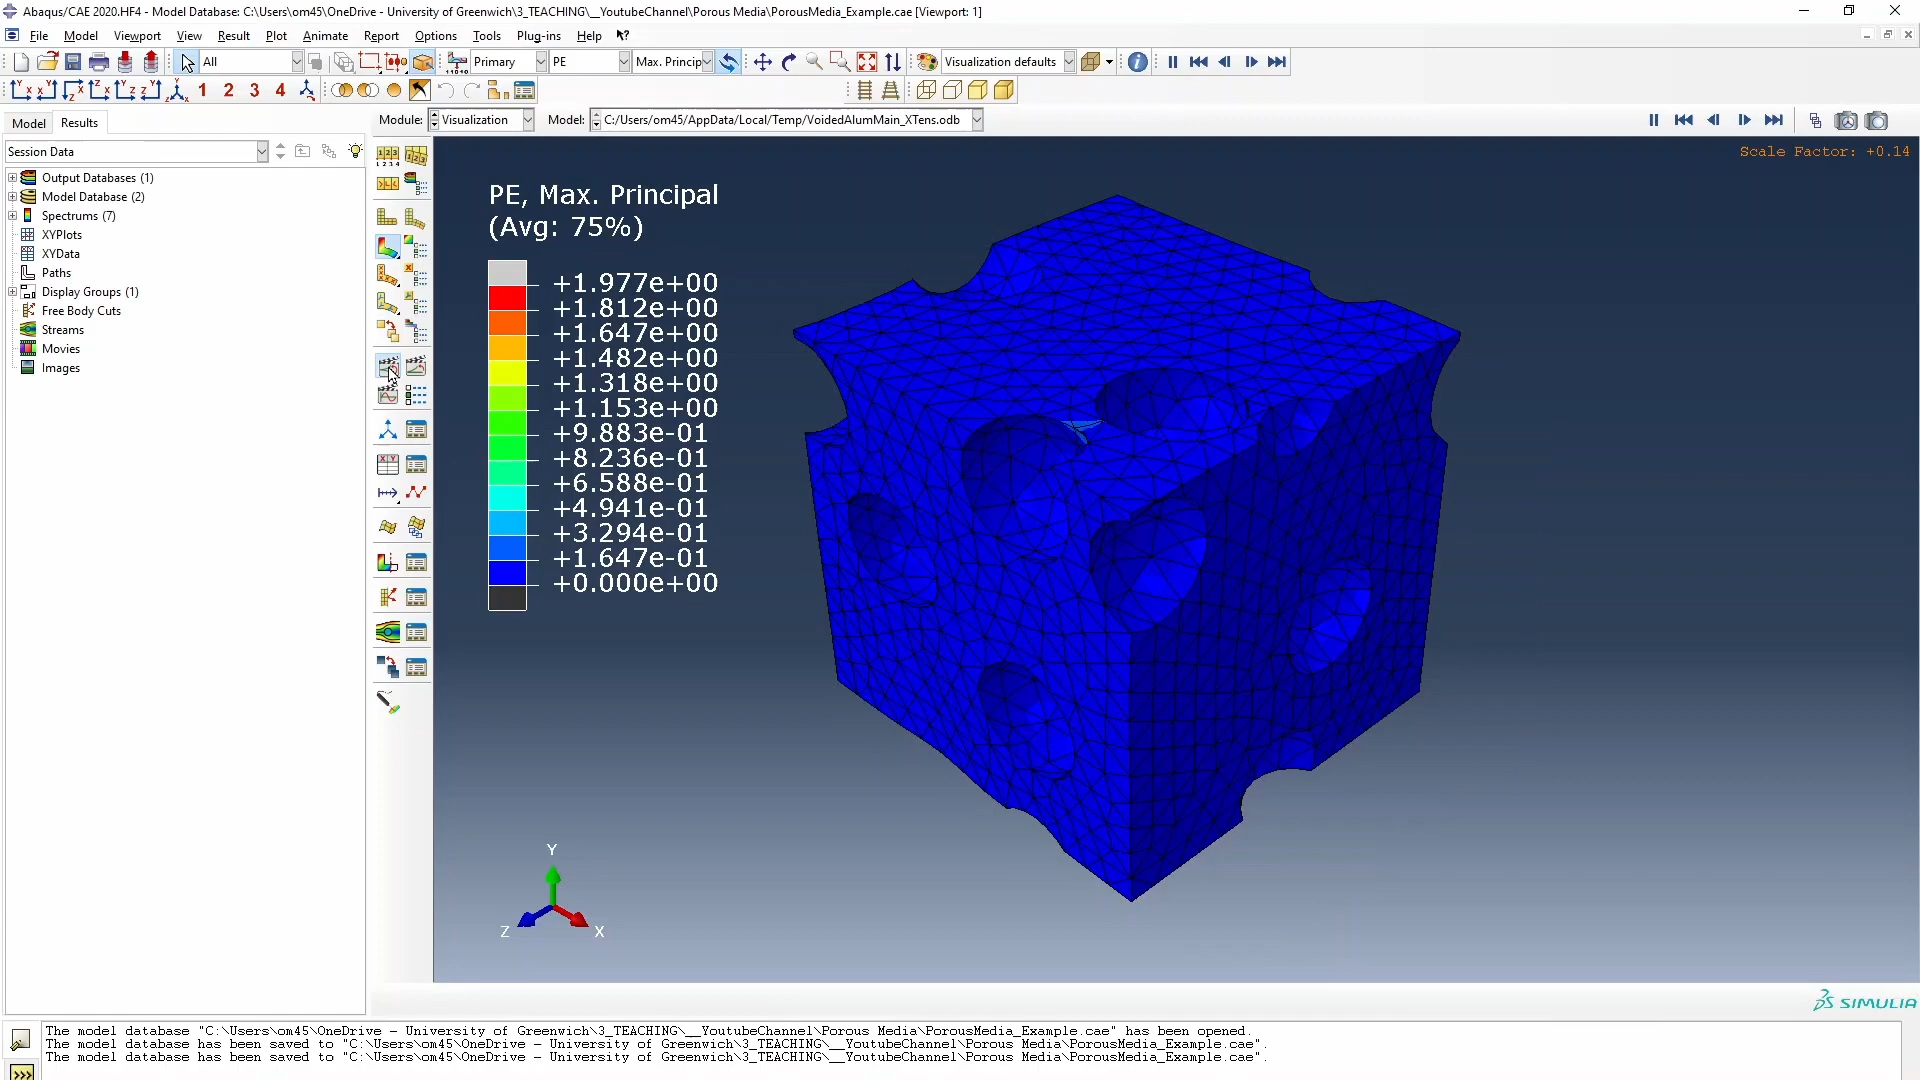 Abaqus/CAE 2020.HF4 - Model Database: C:\Users\om45\OneDrive - University of Greenwich\3_TEACHING\__YoutubeChannel\Porous Media\PorousMedia_Example.cae [Viewport: 1]
File Model Viewport View Result Plot Animate Report Options Tools Plug-ins Help
All Primary PE Max. Princip Visualization defaults
1 2 3 4
Model Results
Module: Visualization Model: C:/Users/om45/AppData/Local/Temp/VoidedAlumMain_XTens.odb
Session Data
Output Databases (1)
Model Database (2)
Spectrums (7)
XYPlots
XYData
Paths
Display Groups (1)
Free Body Cuts
Streams
Movies
Images
Scale Factor: +0.14
PE, Max. Principal
(Avg: 75%)
+1.977e+00
+1.812e+00
+1.647e+00
+1.482e+00
+1.318e+00
+1.153e+00
+9.883e-01
+8.236e-01
+6.588e-01
+4.941e-01
+3.294e-01
+1.647e-01
+0.000e+00
Y
Z X
SIMULIA
The model database "C:\Users\om45\OneDrive - University of Greenwich\3_TEACHING\__YoutubeChannel\Porous Media\PorousMedia_Example.cae" has been opened.
The model database has been saved to "C:\Users\om45\OneDrive - University of Greenwich\3_TEACHING\__YoutubeChannel\Porous Media\PorousMedia_Example.cae".
The model database has been saved to "C:\Users\om45\OneDrive - University of Greenwich\3_TEACHING\__YoutubeChannel\Porous Media\PorousMedia_Example.cae".
>>>